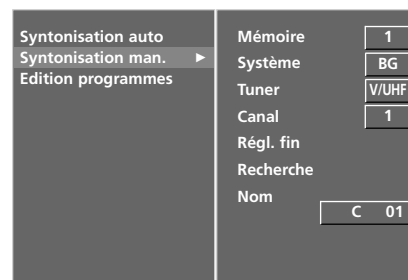 Syntonisation auto
Syntonisation man. ►
Edition programmes
Mémoire 1
Système BG
Tuner V/UHF
Canal 1
Régl. fin
Recherche
Nom
C 01